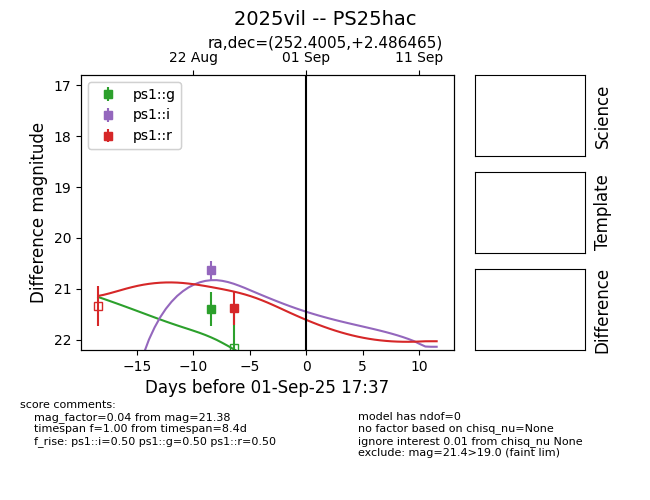 2025vil -- PS25hac
ra,dec=(252.4005,+2.486465)
22 Aug
01 Sep
11 Sep
17
18
19
20
21
22
Difference magnitude
ps1::g
ps1::i
ps1::r
−15
−10
−5
0
5
10
Days before 01-Sep-25 17:37
Science
Template
Difference
score comments:
mag_factor=0.04 from mag=21.38
timespan f=1.00 from timespan=8.4d
f_rise: ps1::i=0.50 ps1::g=0.50 ps1::r=0.50
model has ndof=0
no factor based on chisq_nu=None
ignore interest 0.01 from chisq_nu None
exclude: mag=21.4>19.0 (faint lim)